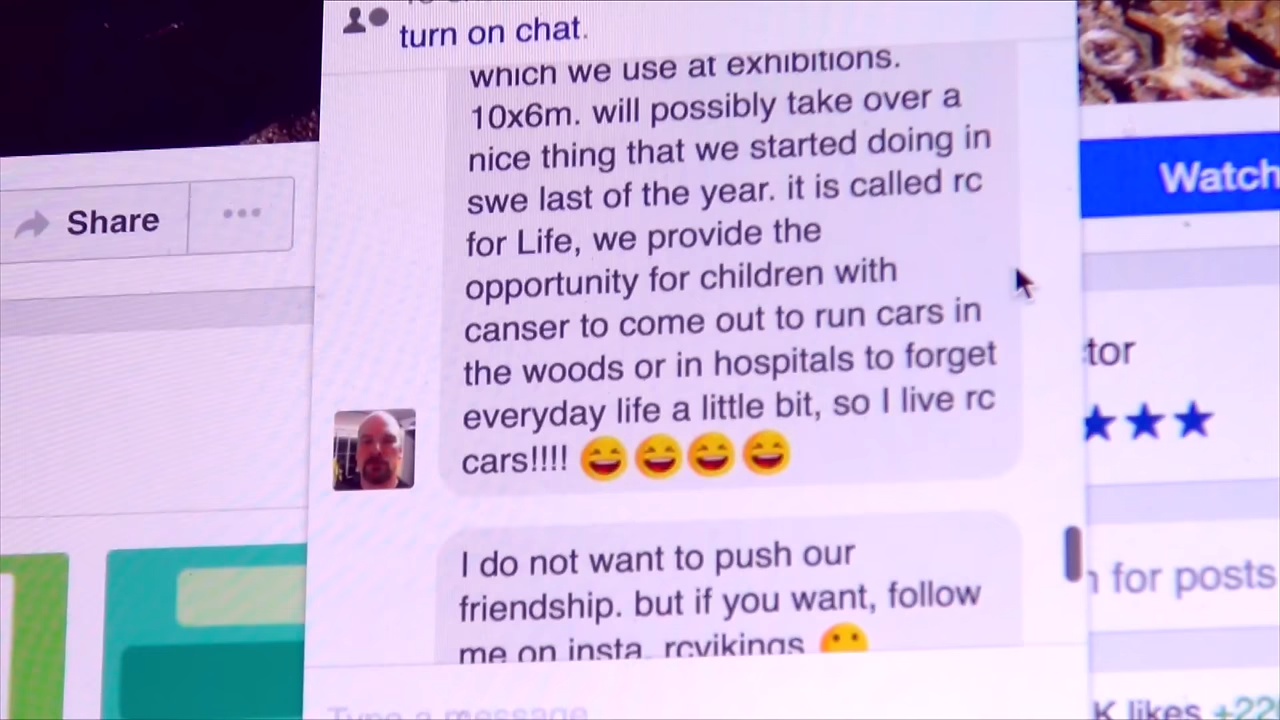 turn on chat.
which we use at exhibitions.
10x6m. will possibly take over a
nice thing that we started doing in
swe last of the year. it is called rc
for Life, we provide the
opportunity for children with
canser to come out to run cars in
the woods or in hospitals to forget
everyday life a little bit, so I live rc
cars!!!! 😄😄😄😄
I do not want to push our
friendship. but if you want, follow
me on insta. rcvikings 😶
Type a message
Share
Watch
tor
★★★
for posts
K likes +22